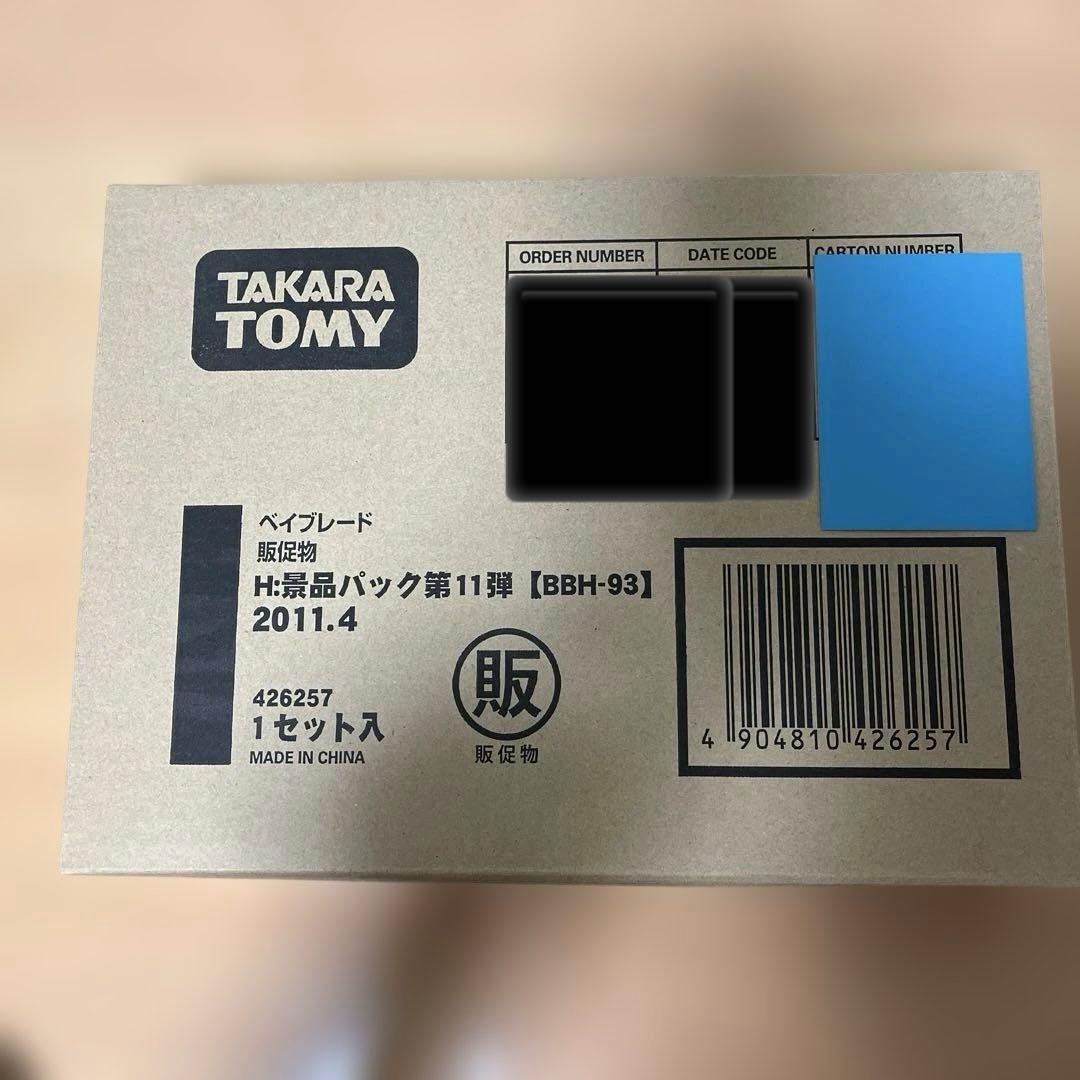 TAKARA
TOMY
ORDER NUMBER
DATE CODE
CARTON NUMBER
ベイブレード
販促物
H:景品パック第11弾【BBH-93】
2011.4
426257
1セット入
MADE IN CHINA
販
販促物
4 904810 426257